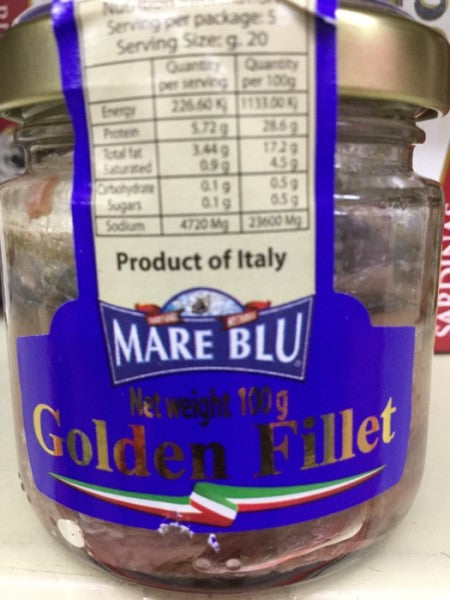 Serving per package: 5
Serving Size: g. 20
Quantity per serving Quantity per 100g
Energy 226.60 Kj 1133.00 Kj
Protein 5.72 g 28.6 g
Total fat 3.44 g 17.2 g
Saturated 0.9 g 4.5 g
Carbohydrate 0.1 g 0.5 g
Sugars 0.1 g 0.5 g
Sodium 4720 Mg 23600 Mg
Product of Italy
MARE BLU
Net weight 100 g
Golden Fillet
SARDINAS